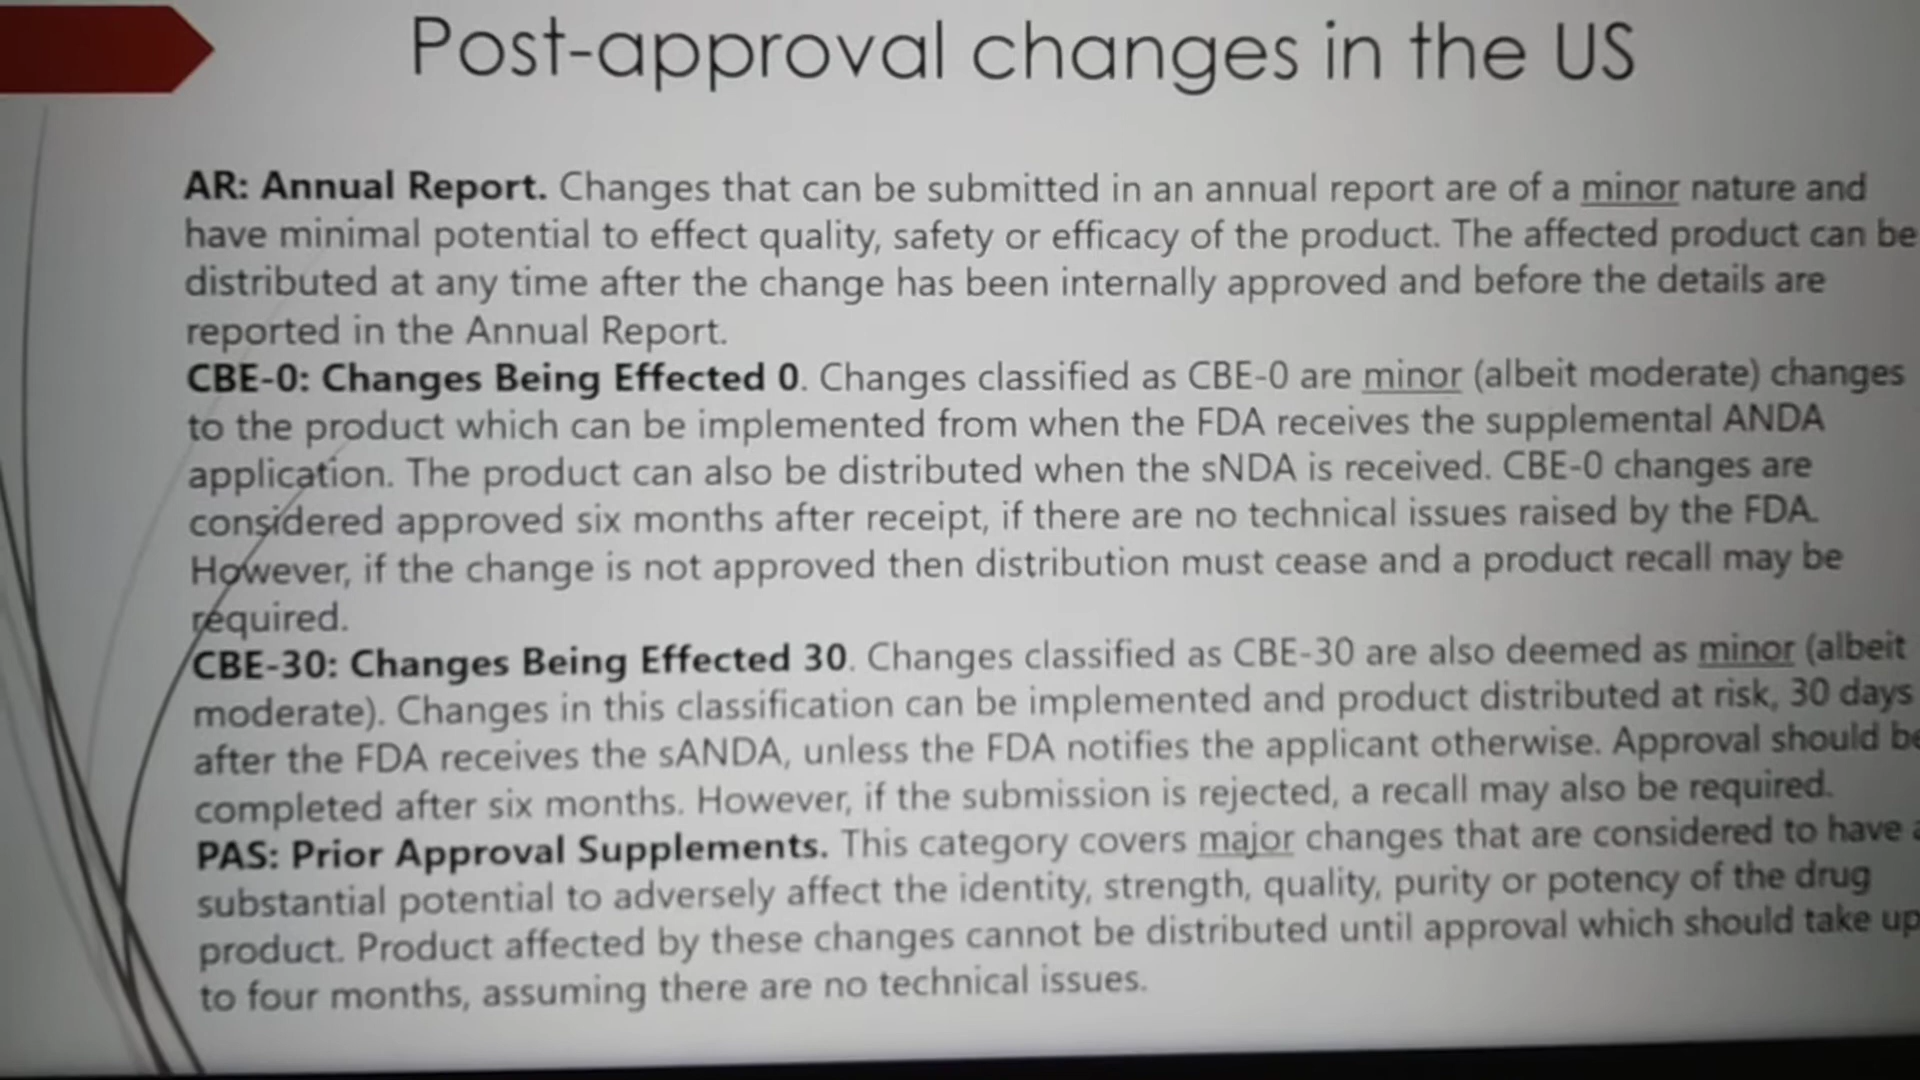 Post-approval changes in the US
AR: Annual Report. Changes that can be submitted in an annual report are of a minor nature and
have minimal potential to effect quality, safety or efficacy of the product. The affected product can be
distributed at any time after the change has been internally approved and before the details are
reported in the Annual Report.
CBE-0: Changes Being Effected 0. Changes classified as CBE-0 are minor (albeit moderate) changes
to the product which can be implemented from when the FDA receives the supplemental ANDA
application. The product can also be distributed when the sNDA is received. CBE-0 changes are
considered approved six months after receipt, if there are no technical issues raised by the FDA.
However, if the change is not approved then distribution must cease and a product recall may be
required.
CBE-30: Changes Being Effected 30. Changes classified as CBE-30 are also deemed as minor (albeit
moderate). Changes in this classification can be implemented and product distributed at risk, 30 days
after the FDA receives the sANDA, unless the FDA notifies the applicant otherwise. Approval should be
completed after six months. However, if the submission is rejected, a recall may also be required.
PAS: Prior Approval Supplements. This category covers major changes that are considered to have a
substantial potential to adversely affect the identity, strength, quality, purity or potency of the drug
product. Product affected by these changes cannot be distributed until approval which should take up
to four months, assuming there are no technical issues.